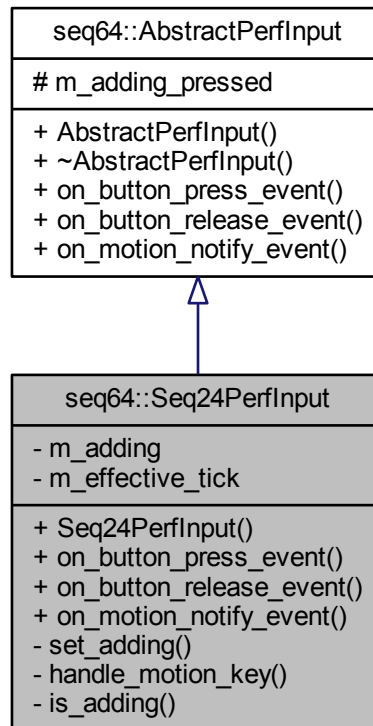 seq64::AbstractPerfInput
# m_adding_pressed
+ AbstractPerfInput()
+ ~AbstractPerfInput()
+ on_button_press_event()
+ on_button_release_event()
+ on_motion_notify_event()
seq64::Seq24PerfInput
- m_adding
- m_effective_tick
+ Seq24PerfInput()
+ on_button_press_event()
+ on_button_release_event()
+ on_motion_notify_event()
- set_adding()
- handle_motion_key()
- is_adding()